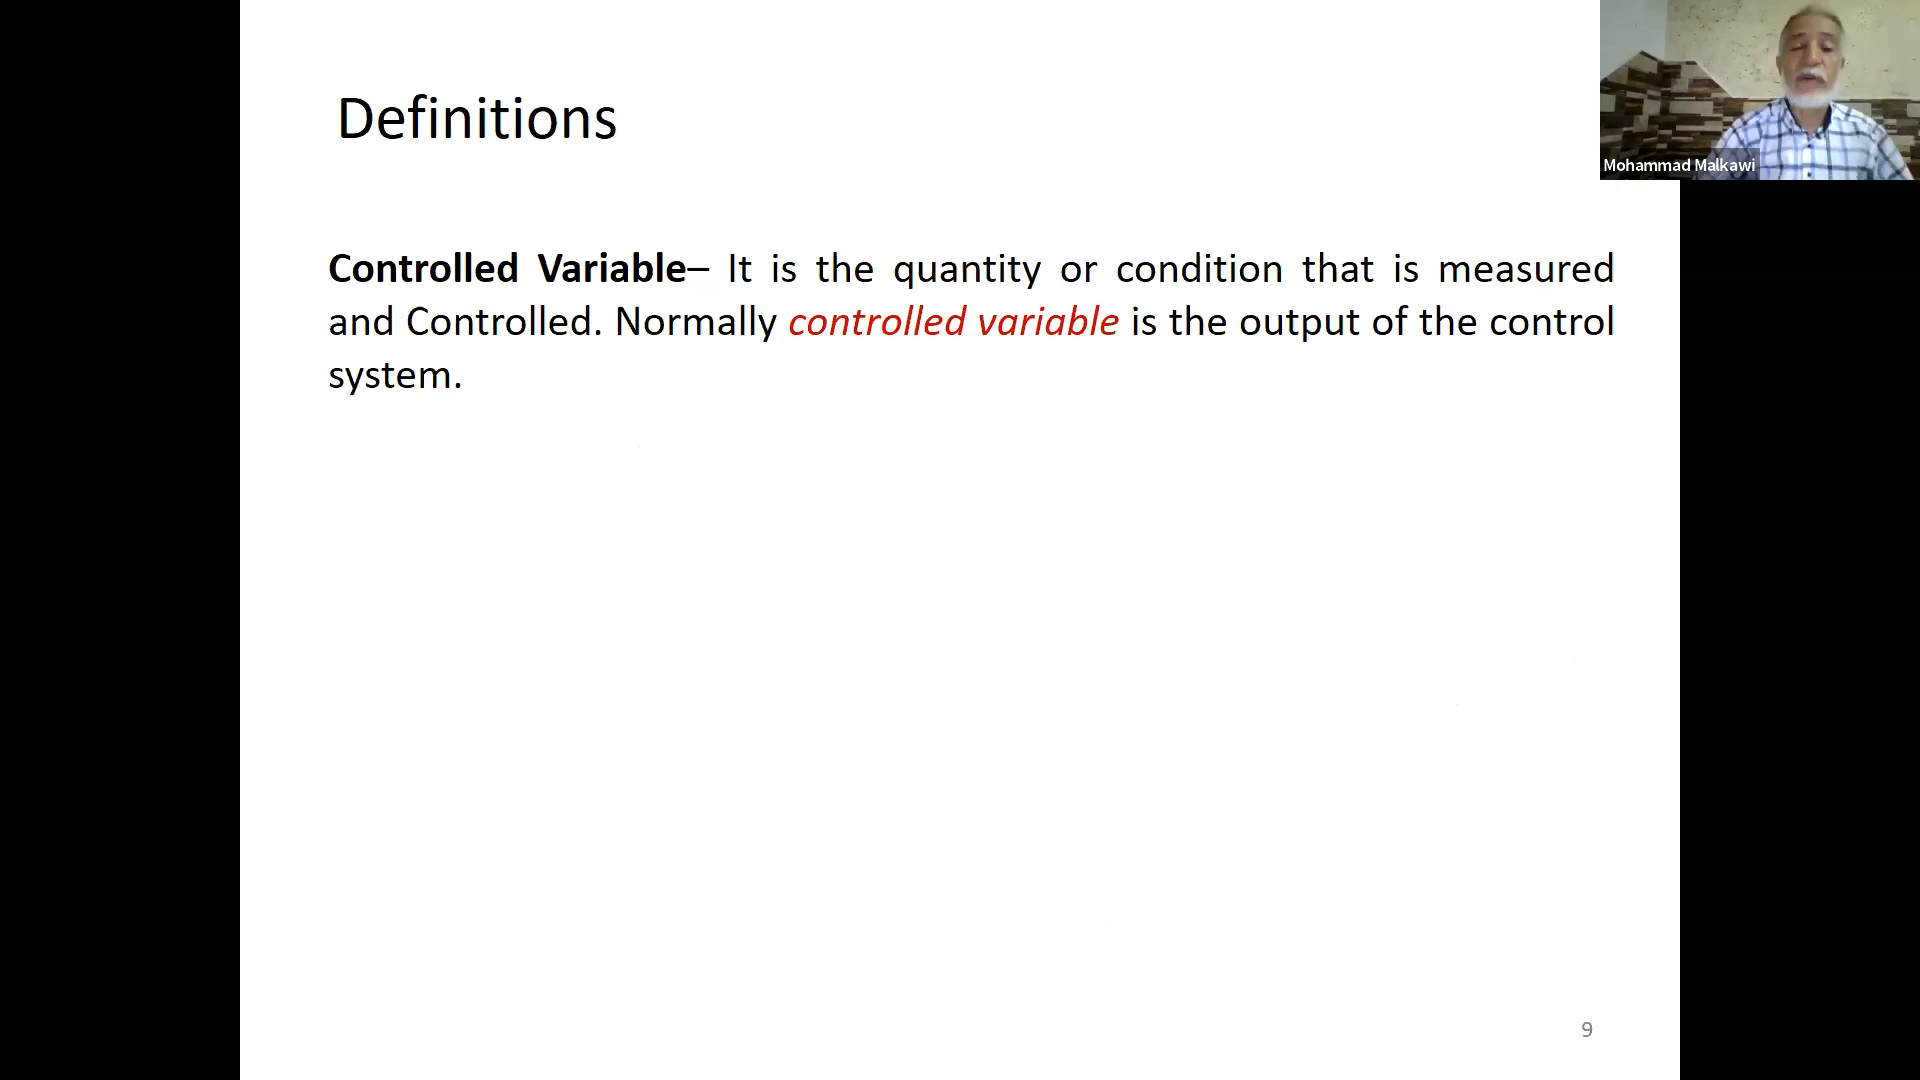 Definitions
Mohammad Malkawi
Controlled Variable– It is the quantity or condition that is measured
and Controlled. Normally controlled variable is the output of the control
system.
9